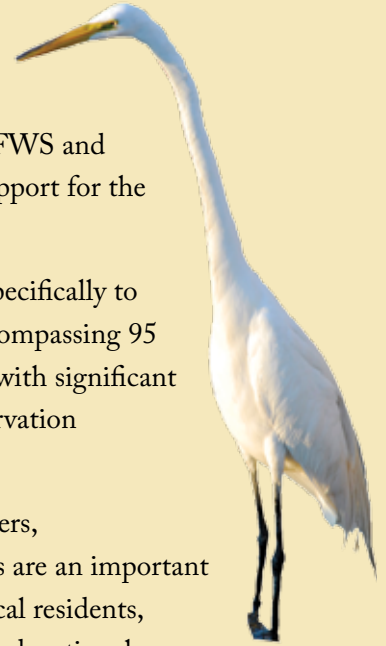 FWS and
pport for the
pecifically to
ompassing 95
with significant
rvation
ers,
s are an important
cal residents,